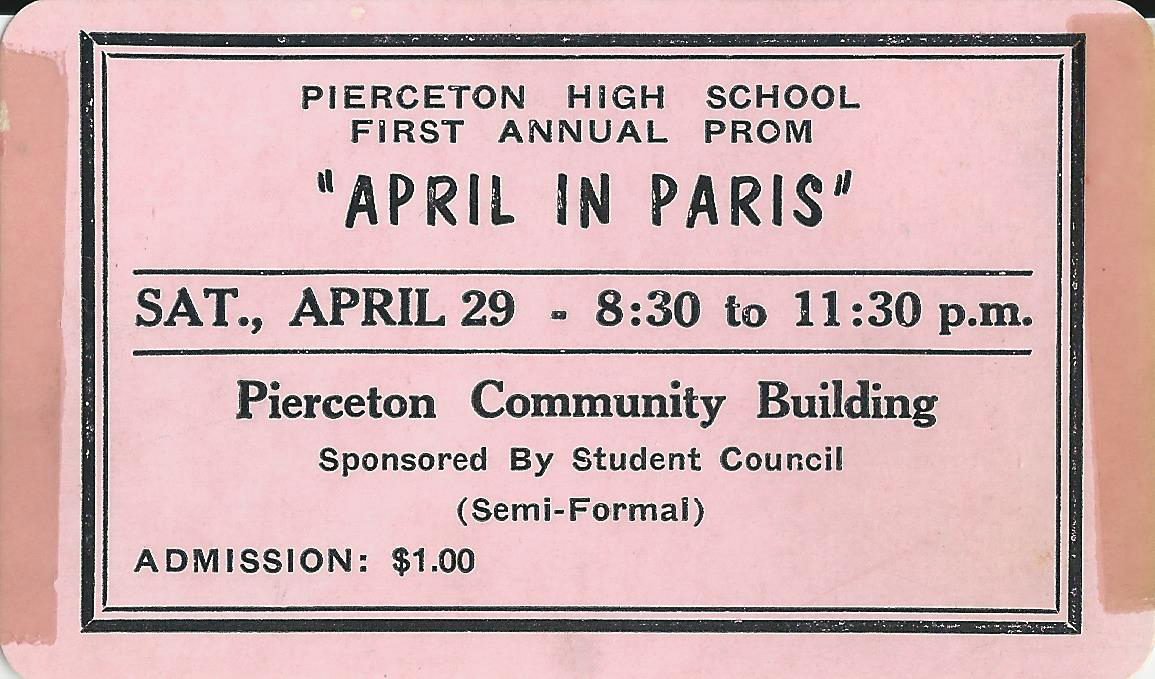 PIERCETON HIGH SCHOOL
FIRST ANNUAL PROM
"APRIL IN PARIS"
SAT., APRIL 29 - 8:30 to 11:30 p.m.
Pierceton Community Building
Sponsored By Student Council
(Semi-Formal)
ADMISSION: $1.00